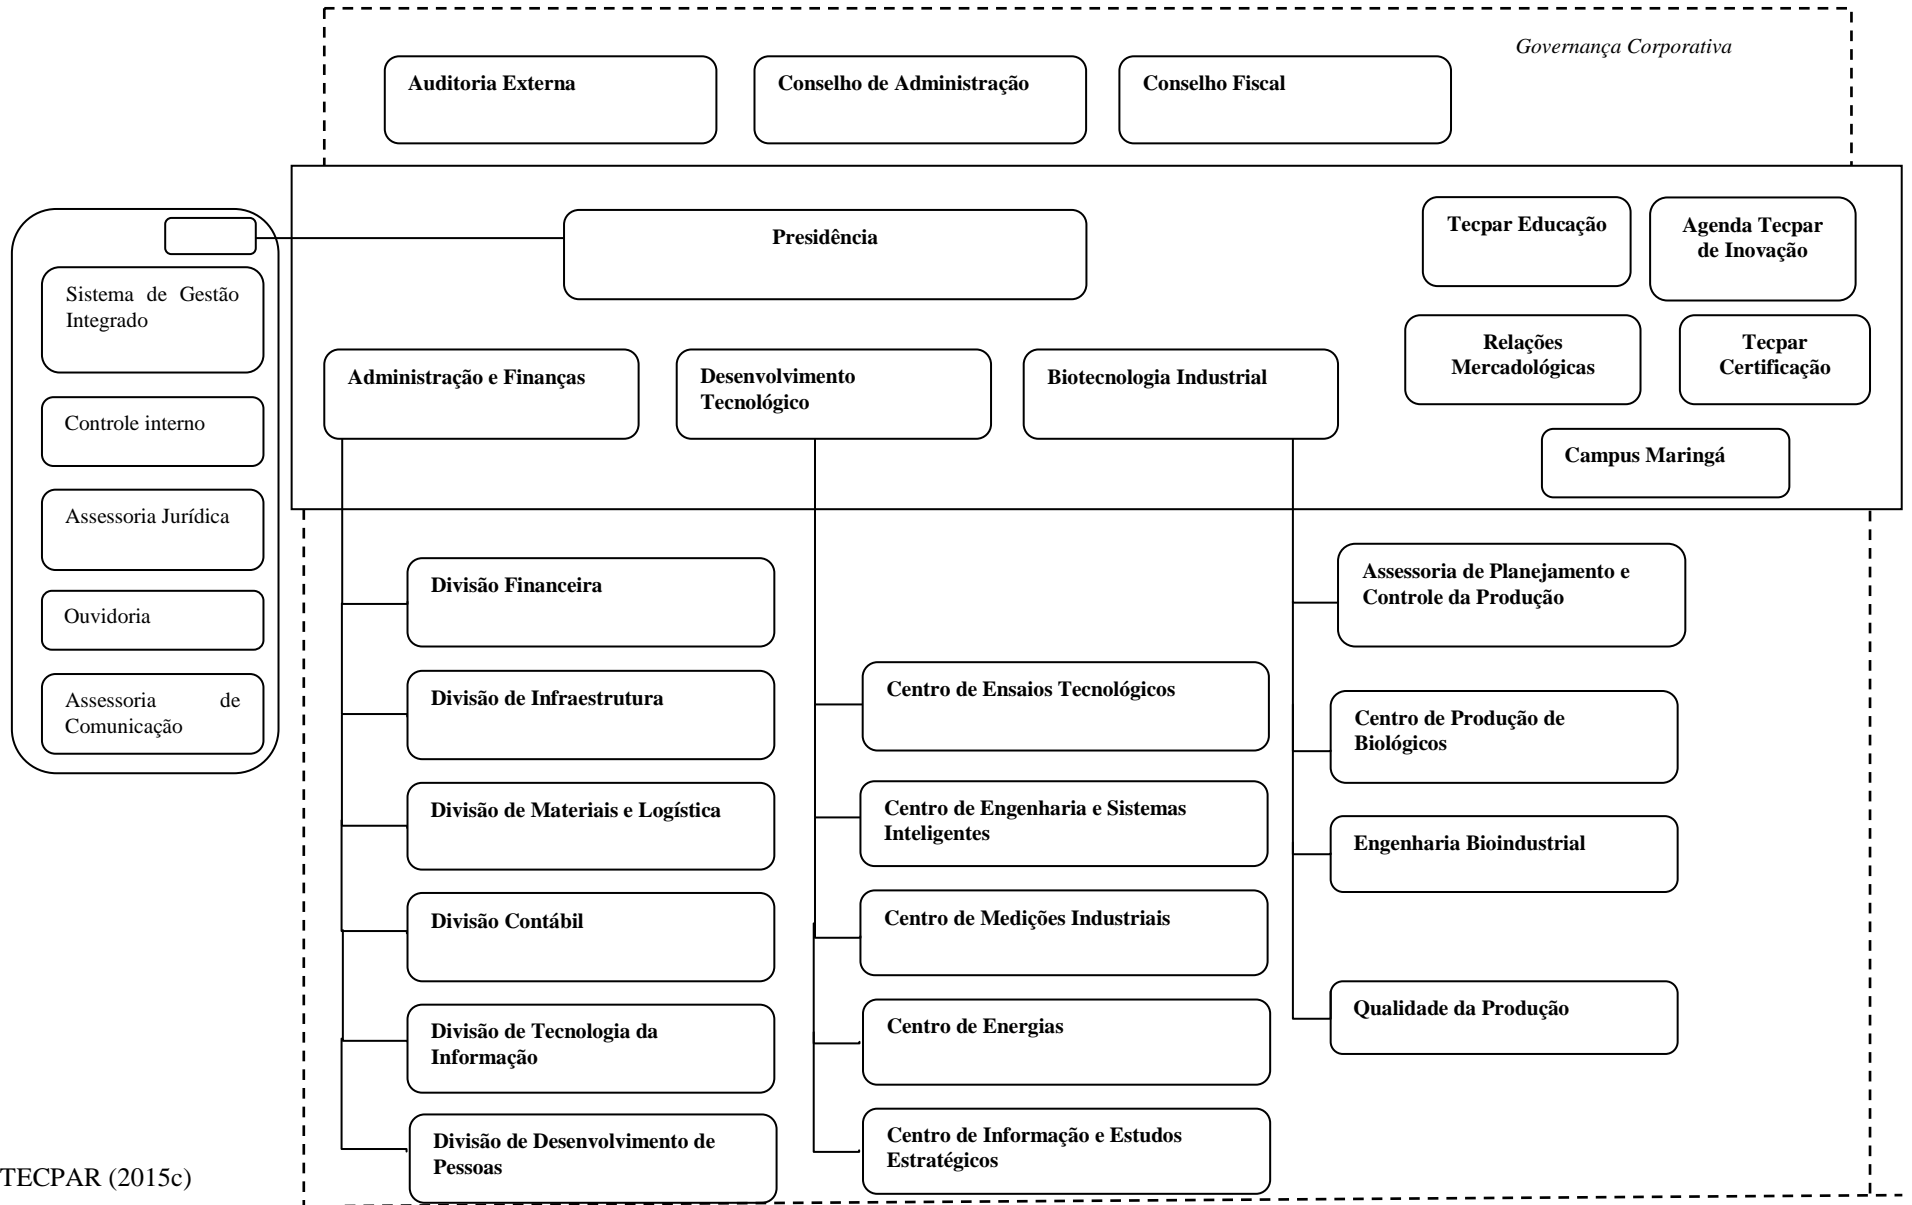 Governança Corporativa
Auditoria Externa
Conselho de Administração
Conselho Fiscal
Presidência
Tecpar Educação
Agenda Tecpar
de Inovação
Relações
Mercadológicas
Tecpar
Certificação
Campus Maringá
Sistema de Gestão
Integrado
Controle interno
Assessoria Jurídica
Ouvidoria
Assessoria de
Comunicação
Administração e Finanças
Desenvolvimento
Tecnológico
Biotecnologia Industrial
Divisão Financeira
Divisão de Infraestrutura
Divisão de Materiais e Logística
Divisão Contábil
Divisão de Tecnologia da
Informação
Divisão de Desenvolvimento de
Pessoas
Centro de Ensaios Tecnológicos
Centro de Engenharia e Sistemas
Inteligentes
Centro de Medições Industriais
Centro de Energias
Centro de Informação e Estudos
Estratégicos
Assessoria de Planejamento e
Controle da Produção
Centro de Produção de
Biológicos
Engenharia Bioindustrial
Qualidade da Produção
TECPAR (2015c)